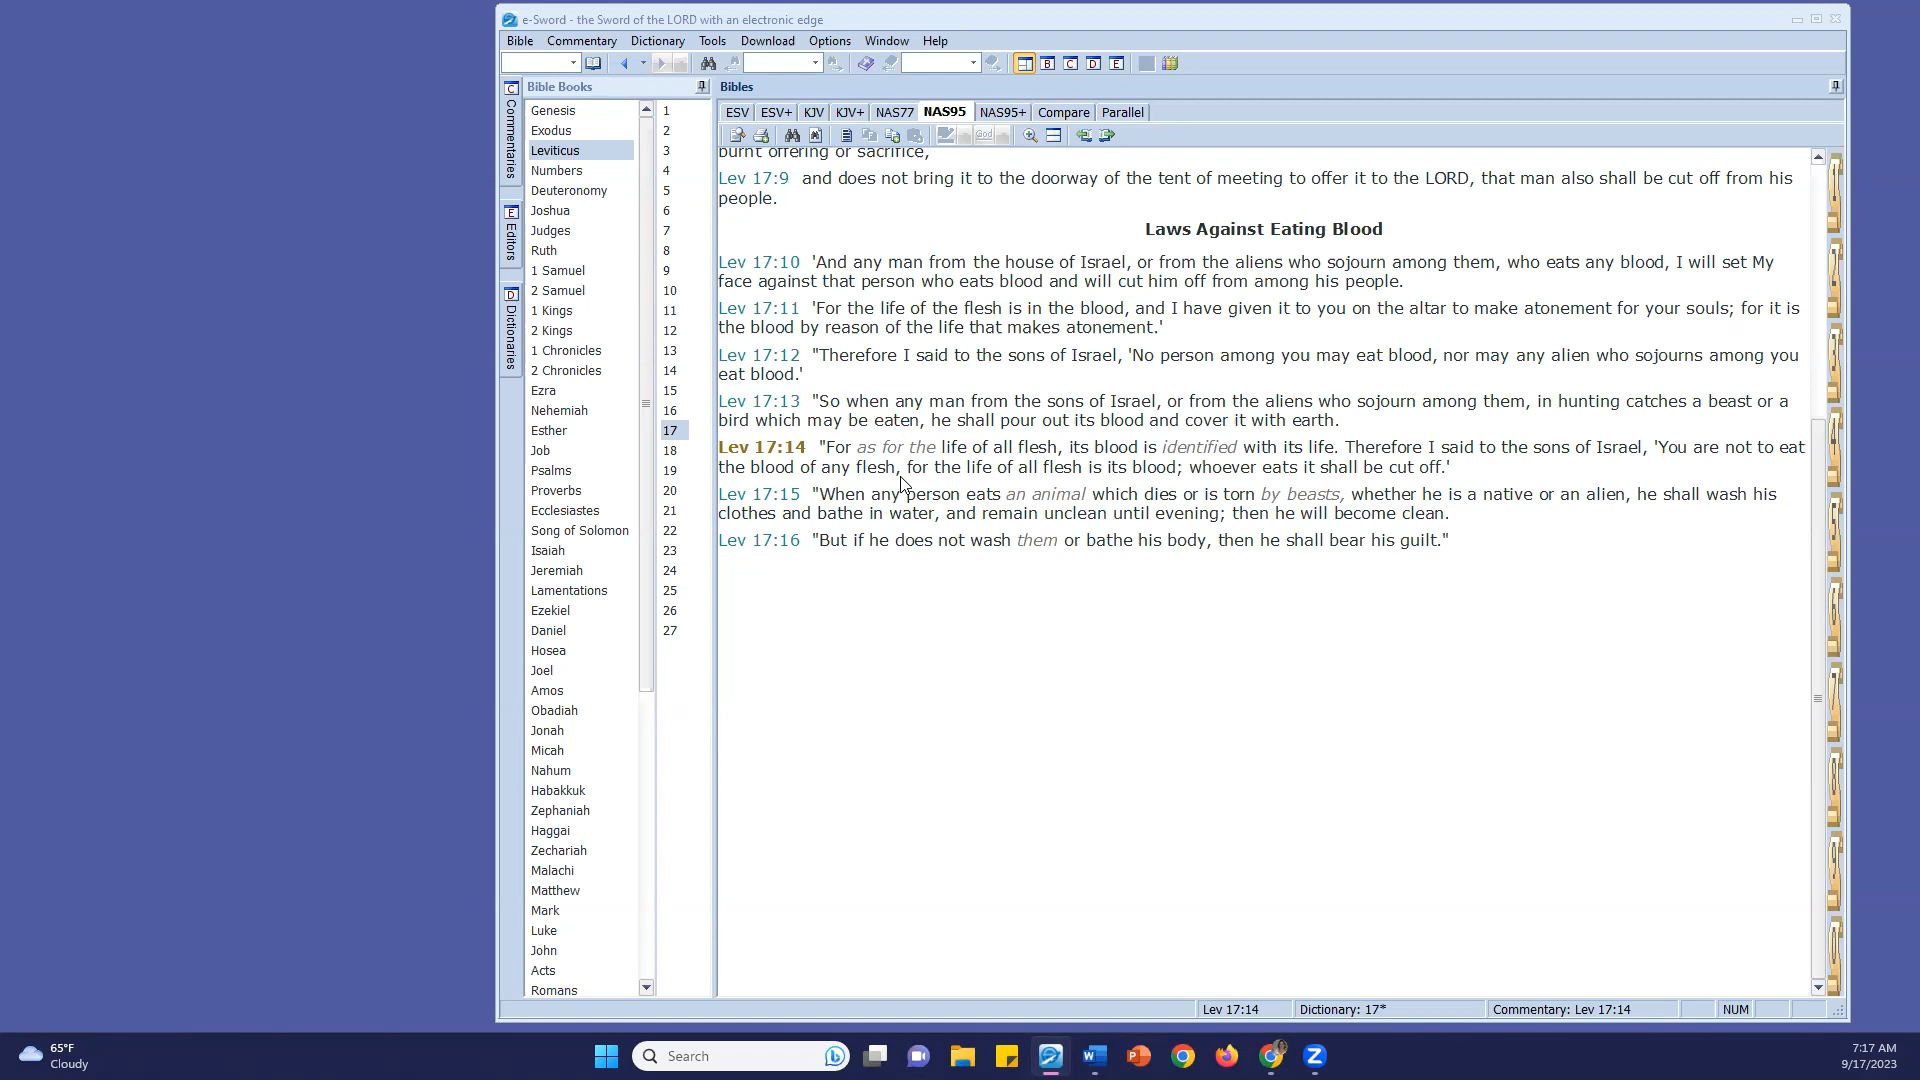 e-Sword - the Sword of the LORD with an electronic edge
Bible Commentary Dictionary Tools Download Options Window Help
B C D E
Bible Books
Bibles
C Commentaries
E Editors
D Dictionaries
Genesis
Exodus
Leviticus
Numbers
Deuteronomy
Joshua
Judges
Ruth
1 Samuel
2 Samuel
1 Kings
2 Kings
1 Chronicles
2 Chronicles
Ezra
Nehemiah
Esther
Job
Psalms
Proverbs
Ecclesiastes
Song of Solomon
Isaiah
Jeremiah
Lamentations
Ezekiel
Daniel
Hosea
Joel
Amos
Obadiah
Jonah
Micah
Nahum
Habakkuk
Zephaniah
Haggai
Zechariah
Malachi
Matthew
Mark
Luke
John
Acts
Romans
1
2
3
4
5
6
7
8
9
10
11
12
13
14
15
16
17
18
19
20
21
22
23
24
25
26
27
ESV ESV+ KJV KJV+ NAS77 NAS95 NAS95+ Compare Parallel
God
burnt offering or sacrifice,
Lev 17:9 and does not bring it to the doorway of the tent of meeting to offer it to the LORD, that man also shall be cut off from his
people.
Laws Against Eating Blood
Lev 17:10 'And any man from the house of Israel, or from the aliens who sojourn among them, who eats any blood, I will set My
face against that person who eats blood and will cut him off from among his people.
Lev 17:11 'For the life of the flesh is in the blood, and I have given it to you on the altar to make atonement for your souls; for it is
the blood by reason of the life that makes atonement.'
Lev 17:12 "Therefore I said to the sons of Israel, 'No person among you may eat blood, nor may any alien who sojourns among you
eat blood.'
Lev 17:13 "So when any man from the sons of Israel, or from the aliens who sojourn among them, in hunting catches a beast or a
bird which may be eaten, he shall pour out its blood and cover it with earth.
Lev 17:14 "For as for the life of all flesh, its blood is identified with its life. Therefore I said to the sons of Israel, 'You are not to eat
the blood of any flesh, for the life of all flesh is its blood; whoever eats it shall be cut off.'
Lev 17:15 "When any person eats an animal which dies or is torn by beasts, whether he is a native or an alien, he shall wash his
clothes and bathe in water, and remain unclean until evening; then he will become clean.
Lev 17:16 "But if he does not wash them or bathe his body, then he shall bear his guilt."
Lev 17:14 Dictionary: 17* Commentary: Lev 17:14 NUM
65°F
Cloudy
Search
7:17 AM
9/17/2023